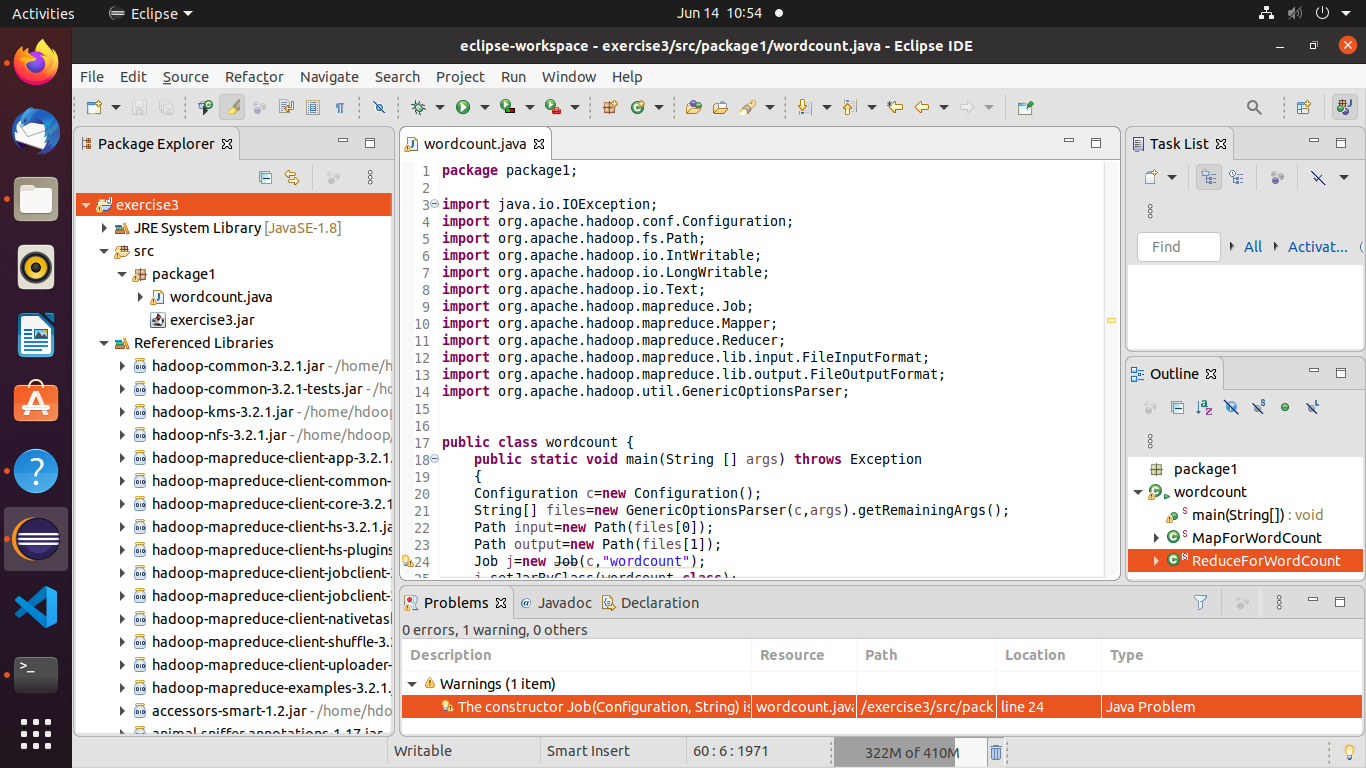 Activities Eclipse Jun 14 10:54
eclipse-workspace - exercise3/src/package1/wordcount.java - Eclipse IDE
File Edit Source Refactor Navigate Search Project Run Window Help
Package Explorer
exercise3
JRE System Library [JavaSE-1.8]
src
package1
wordcount.java
exercise3.jar
Referenced Libraries
hadoop-common-3.2.1.jar - /home/h
hadoop-common-3.2.1-tests.jar - /ho
hadoop-kms-3.2.1.jar - /home/hdoop
hadoop-nfs-3.2.1.jar - /home/hdoop/
hadoop-mapreduce-client-app-3.2.1.
hadoop-mapreduce-client-common-
hadoop-mapreduce-client-core-3.2.1
hadoop-mapreduce-client-hs-3.2.1.ja
hadoop-mapreduce-client-hs-plugins
hadoop-mapreduce-client-jobclient-
hadoop-mapreduce-client-jobclient-
hadoop-mapreduce-client-nativetas
hadoop-mapreduce-client-shuffle-3.
hadoop-mapreduce-client-uploader-
hadoop-mapreduce-examples-3.2.1.
accessors-smart-1.2.jar - /home/hdo
animal-sniffer-annotations-1.17.jar
wordcount.java
1 package package1;
2
3 import java.io.IOException;
4 import org.apache.hadoop.conf.Configuration;
5 import org.apache.hadoop.fs.Path;
6 import org.apache.hadoop.io.IntWritable;
7 import org.apache.hadoop.io.LongWritable;
8 import org.apache.hadoop.io.Text;
9 import org.apache.hadoop.mapreduce.Job;
10 import org.apache.hadoop.mapreduce.Mapper;
11 import org.apache.hadoop.mapreduce.Reducer;
12 import org.apache.hadoop.mapreduce.lib.input.FileInputFormat;
13 import org.apache.hadoop.mapreduce.lib.output.FileOutputFormat;
14 import org.apache.hadoop.util.GenericOptionsParser;
15
16
17 public class wordcount {
18 public static void main(String [] args) throws Exception
19 {
20 Configuration c=new Configuration();
21 String[] files=new GenericOptionsParser(c,args).getRemainingArgs();
22 Path input=new Path(files[0]);
23 Path output=new Path(files[1]);
24 Job j=new Job(c,"wordcount");
25 j.setJarByClass(wordcount.class);
Task List
Find All Activat...
Outline
package1
wordcount
main(String[]) : void
MapForWordCount
ReduceForWordCount
Problems Javadoc Declaration
0 errors, 1 warning, 0 others
Description Resource Path Location Type
Warnings (1 item)
The constructor Job(Configuration, String) is wordcount.java /exercise3/src/pack line 24 Java Problem
Writable Smart Insert 60 : 6 : 1971 322M of 410M